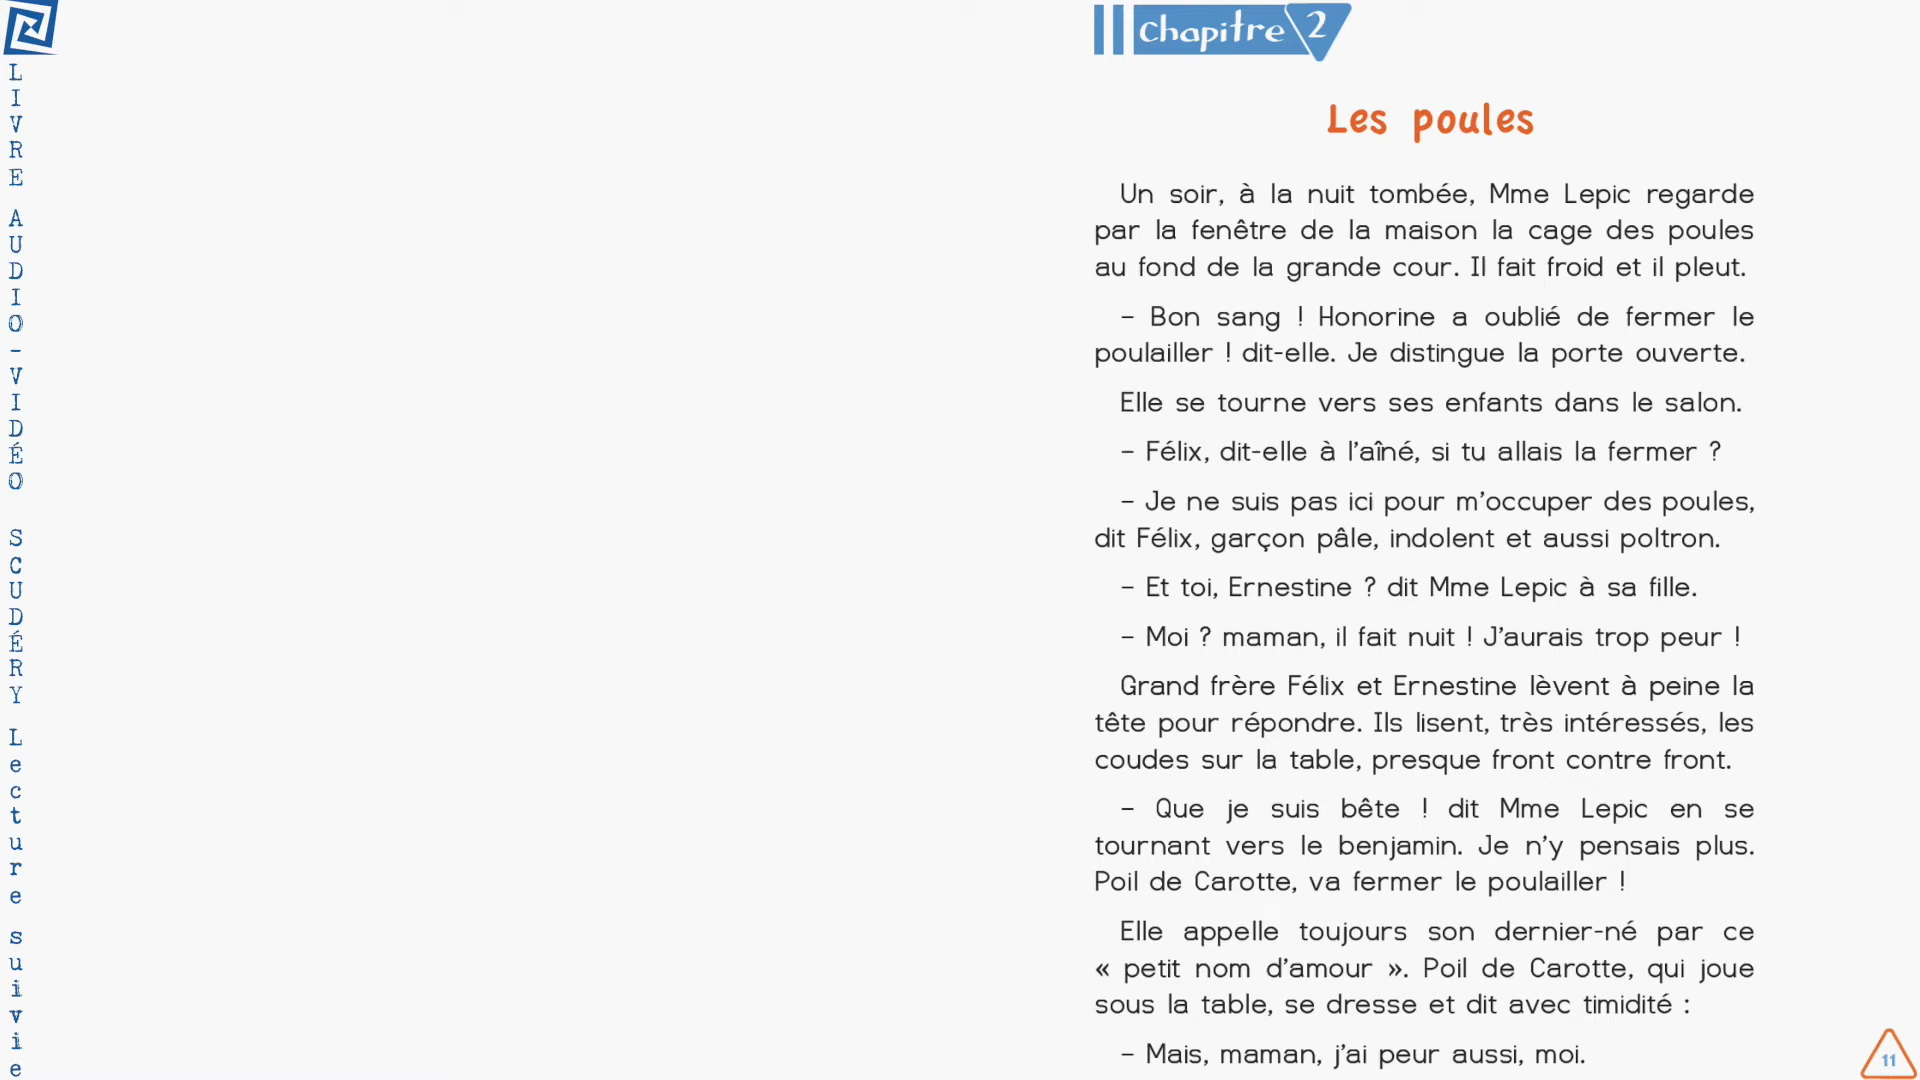 LIVRE AUDIO-VIDÉO SCUDÉRY Lecture suivie
Chapitre 2
Les poules
Un soir, à la nuit tombée, Mme Lepic regarde
par la fenêtre de la maison la cage des poules
au fond de la grande cour. Il fait froid et il pleut.
– Bon sang ! Honorine a oublié de fermer le
poulailler ! dit-elle. Je distingue la porte ouverte.
Elle se tourne vers ses enfants dans le salon.
– Félix, dit-elle à l’aîné, si tu allais la fermer ?
– Je ne suis pas ici pour m’occuper des poules,
dit Félix, garçon pâle, indolent et aussi poltron.
– Et toi, Ernestine ? dit Mme Lepic à sa fille.
– Moi ? maman, il fait nuit ! J’aurais trop peur !
Grand frère Félix et Ernestine lèvent à peine la
tête pour répondre. Ils lisent, très intéressés, les
coudes sur la table, presque front contre front.
– Que je suis bête ! dit Mme Lepic en se
tournant vers le benjamin. Je n’y pensais plus.
Poil de Carotte, va fermer le poulailler !
Elle appelle toujours son dernier-né par ce
« petit nom d’amour ». Poil de Carotte, qui joue
sous la table, se dresse et dit avec timidité :
– Mais, maman, j’ai peur aussi, moi.
11